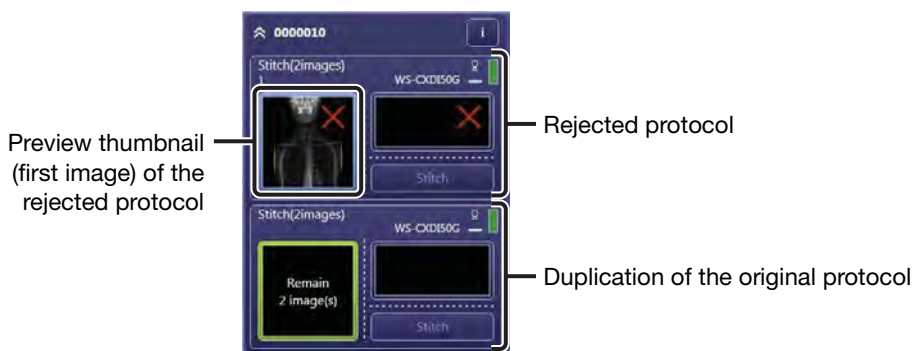 0000010
i
Stitch(2images)
1
WS-CXDI50G
Stitch
Rejected protocol
Preview thumbnail
(first image) of the
rejected protocol
Stitch(2images)
WS-CXDI50G
Remain
2 image(s)
Stitch
Duplication of the original protocol